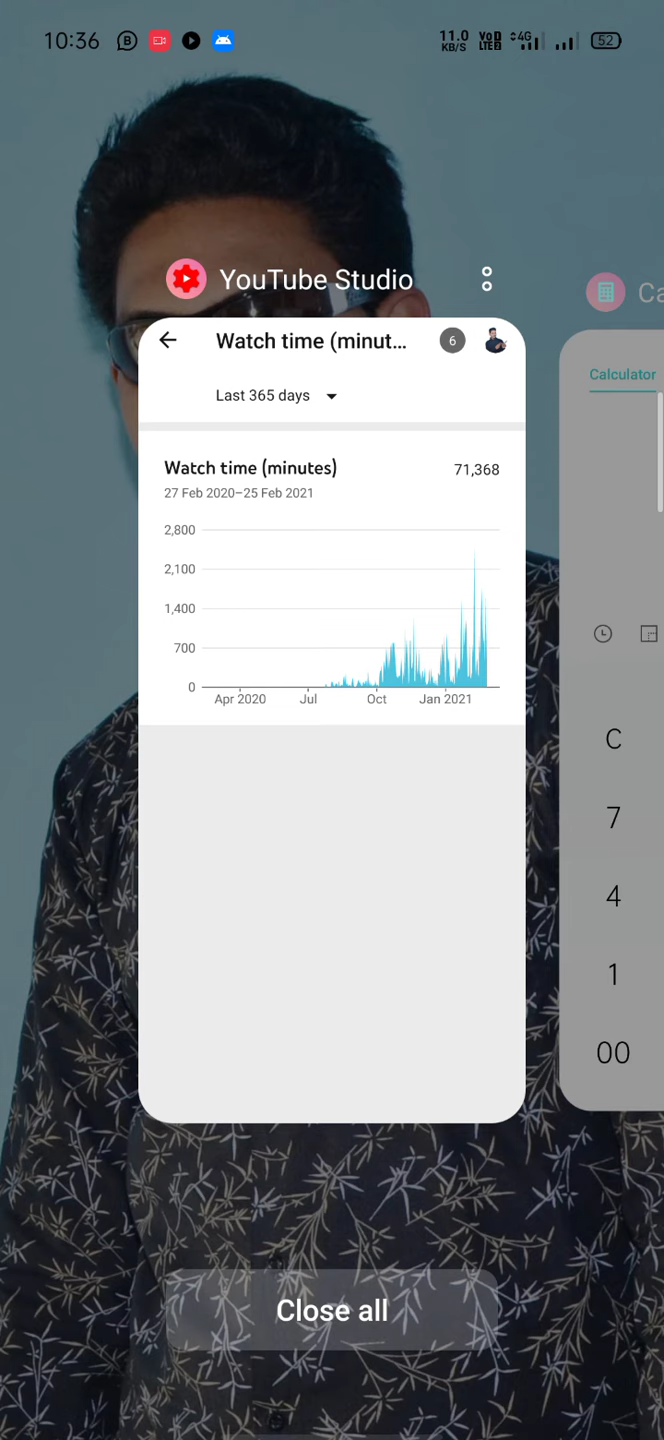 10:36
11.0 KB/S
VoD LTE2
4G
52
YouTube Studio
Ca
Watch time (minut...
6
Last 365 days
Watch time (minutes)
71,368
27 Feb 2020–25 Feb 2021
2,800
2,100
1,400
700
0
Apr 2020 Jul Oct Jan 2021
Calculator
C
7
4
1
00
Close all